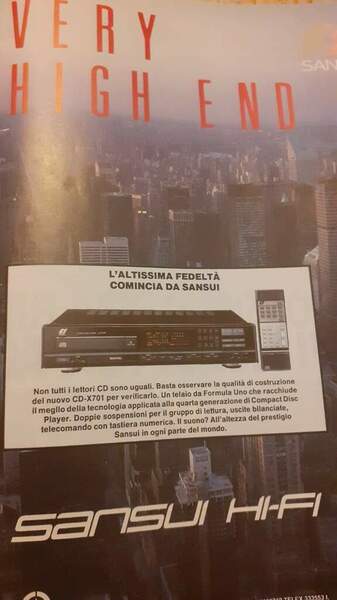 VERY
HIGH END
SAN
L'ALTISSIMA FEDELTÀ
COMINCIA DA SANSUI
Non tutti i lettori CD sono uguali. Basta osservare la qualità di costruzione
del nuovo CD-X701 per verificarlo. Un telaio da Formula Uno che racchiude
il meglio della tecnologia applicata alla quarta generazione di Compact Disc
Player. Doppie sospensioni per il gruppo di lettura, uscite bilanciate,
telecomando con tastiera numerica. Il suono? All'altezza del prestigio
Sansui in ogni parte del mondo.
SANSUI HI-FI
TELEX 333553 I.